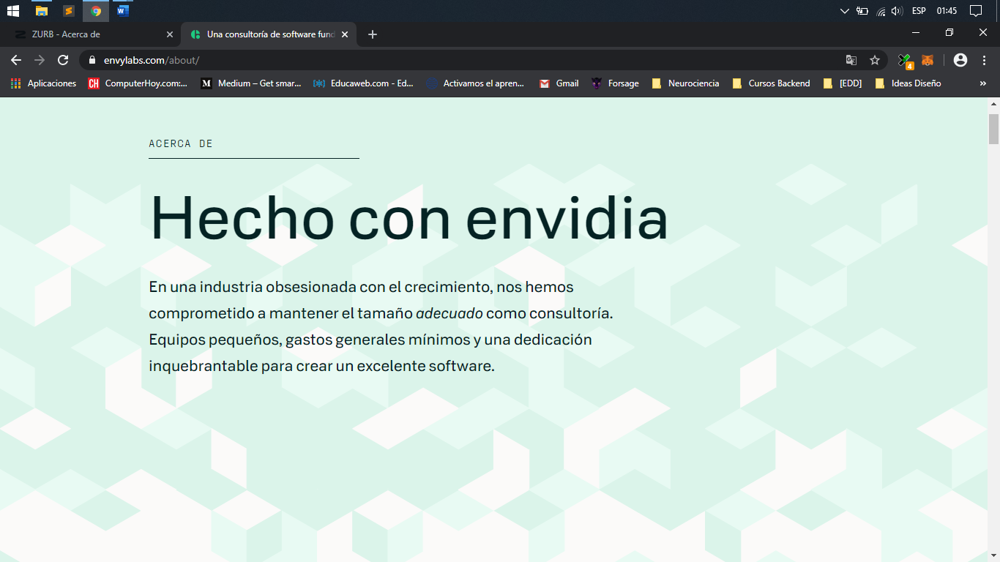 ESP 01:45
ZURB - Acerca de
Una consultoría de software fund
envylabs.com/about/
4
Aplicaciones
CH ComputerHoy.com:...
M Medium – Get smar...
Educaweb.com - Ed...
Activamos el apren...
Gmail
Forsage
Neurociencia
Cursos Backend
[EDD]
Ideas Diseño
»
ACERCA DE
Hecho con envidia
En una industria obsesionada con el crecimiento, nos hemos
comprometido a mantener el tamaño adecuado como consultoría.
Equipos pequeños, gastos generales mínimos y una dedicación
inquebrantable para crear un excelente software.